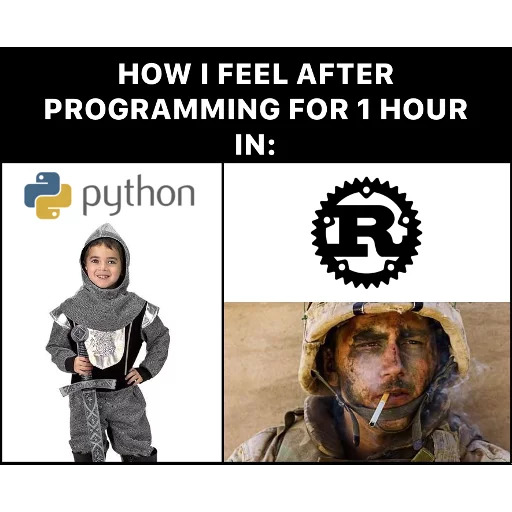 HOW I FEEL AFTER
PROGRAMMING FOR 1 HOUR
IN:
python
R